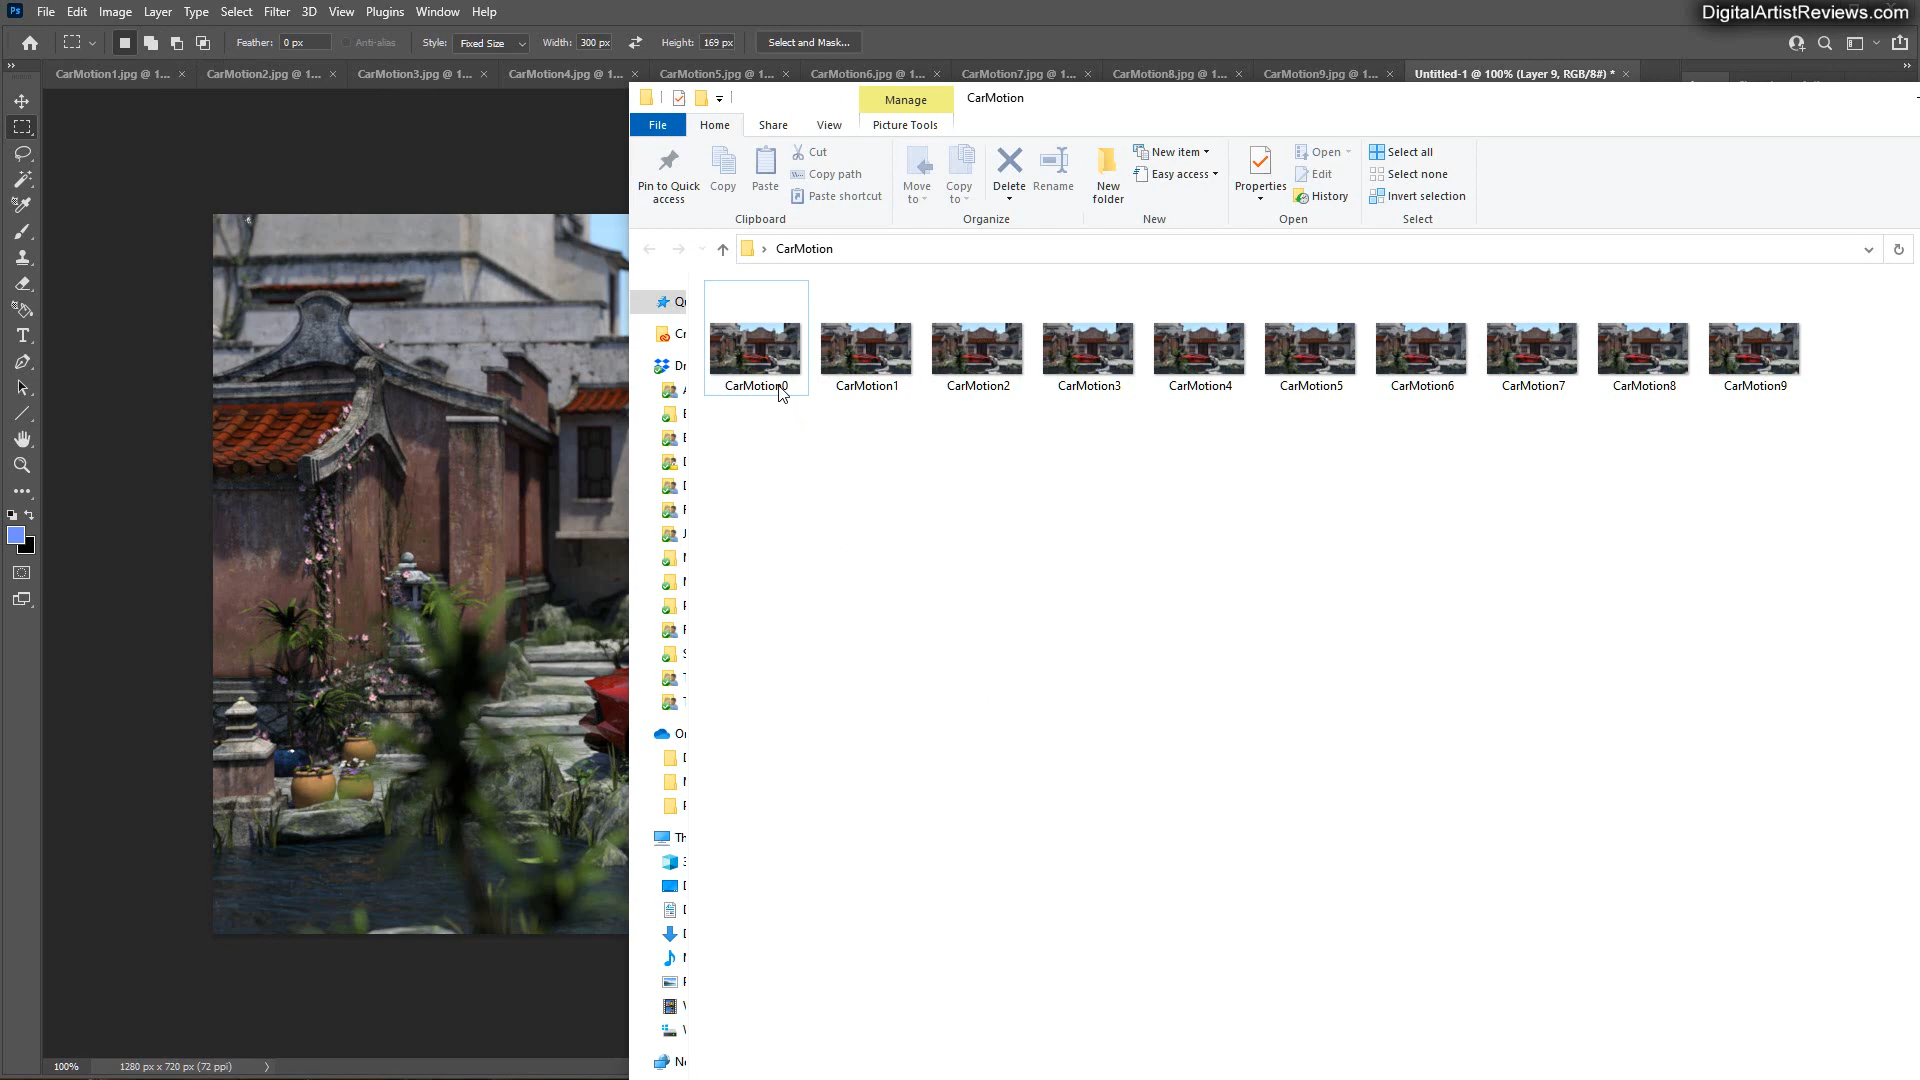 Ps File Edit Image Layer Type Select Filter 3D View Plugins Window Help
DigitalArtistReviews.com
Feather: 0 px Anti-alias Style: Fixed Size Width: 300 px Height: 169 px Select and Mask...
CarMotion1.jpg @ 1... CarMotion2.jpg @ 1... CarMotion3.jpg @ 1... CarMotion4.jpg @ 1... CarMotion5.jpg @ 1... CarMotion6.jpg @ 1... CarMotion7.jpg @ 1... CarMotion8.jpg @ 1... CarMotion9.jpg @ 1... Untitled-1 @ 100% (Layer 9, RGB/8#) *
Manage CarMotion
File Home Share View Picture Tools
Pin to Quick access
Copy
Paste
Cut
Copy path
Paste shortcut
Clipboard
Move to
Copy to
Delete
Rename
Organize
New folder
New item
Easy access
New
Properties
Open
Edit
History
Open
Select all
Select none
Invert selection
Select
CarMotion
CarMotion0 CarMotion1 CarMotion2 CarMotion3 CarMotion4 CarMotion5 CarMotion6 CarMotion7 CarMotion8 CarMotion9
100% 1280 px x 720 px (72 ppi)